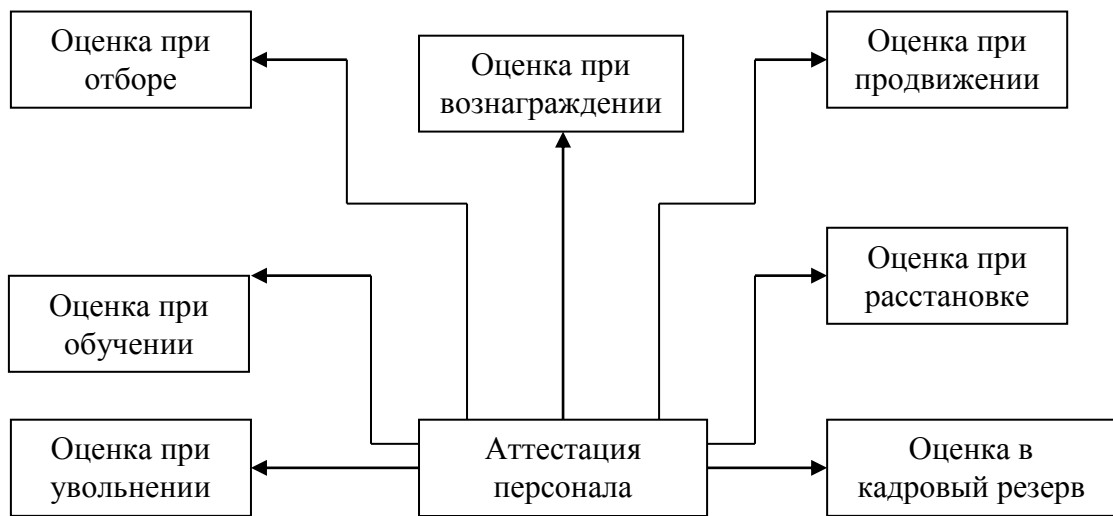 Оценка при
отборе
Оценка при
вознаграждении
Оценка при
продвижении
Оценка при
обучении
Оценка при
расстановке
Оценка при
увольнении
Аттестация
персонала
Оценка в
кадровый резерв